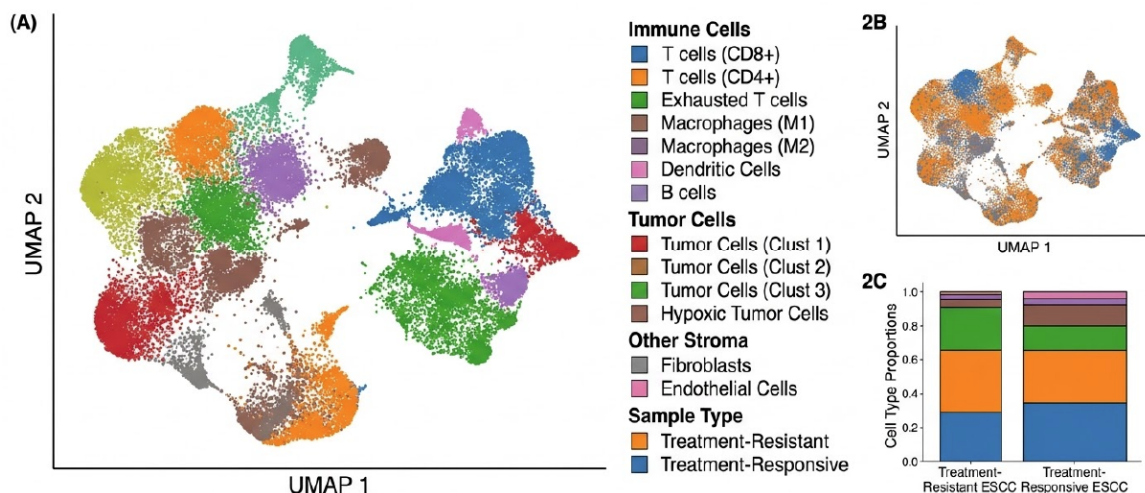 (A)
UMAP 2
UMAP 1
Immune Cells
T cells (CD8+)
T cells (CD4+)
Exhausted T cells
Macrophages (M1)
Macrophages (M2)
Dendritic Cells
B cells
Tumor Cells
Tumor Cells (Clust 1)
Tumor Cells (Clust 2)
Tumor Cells (Clust 3)
Hypoxic Tumor Cells
Other Stroma
Fibroblasts
Endothelial Cells
Sample Type
Treatment-Resistant
Treatment-Responsive
2B
UMAP 2
UMAP 1
2C
Cell Type Proportions
1.0
0.8
0.6
0.4
0.2
0.0
Treatment-
Resistant ESCC
Treatment-
Responsive ESCC